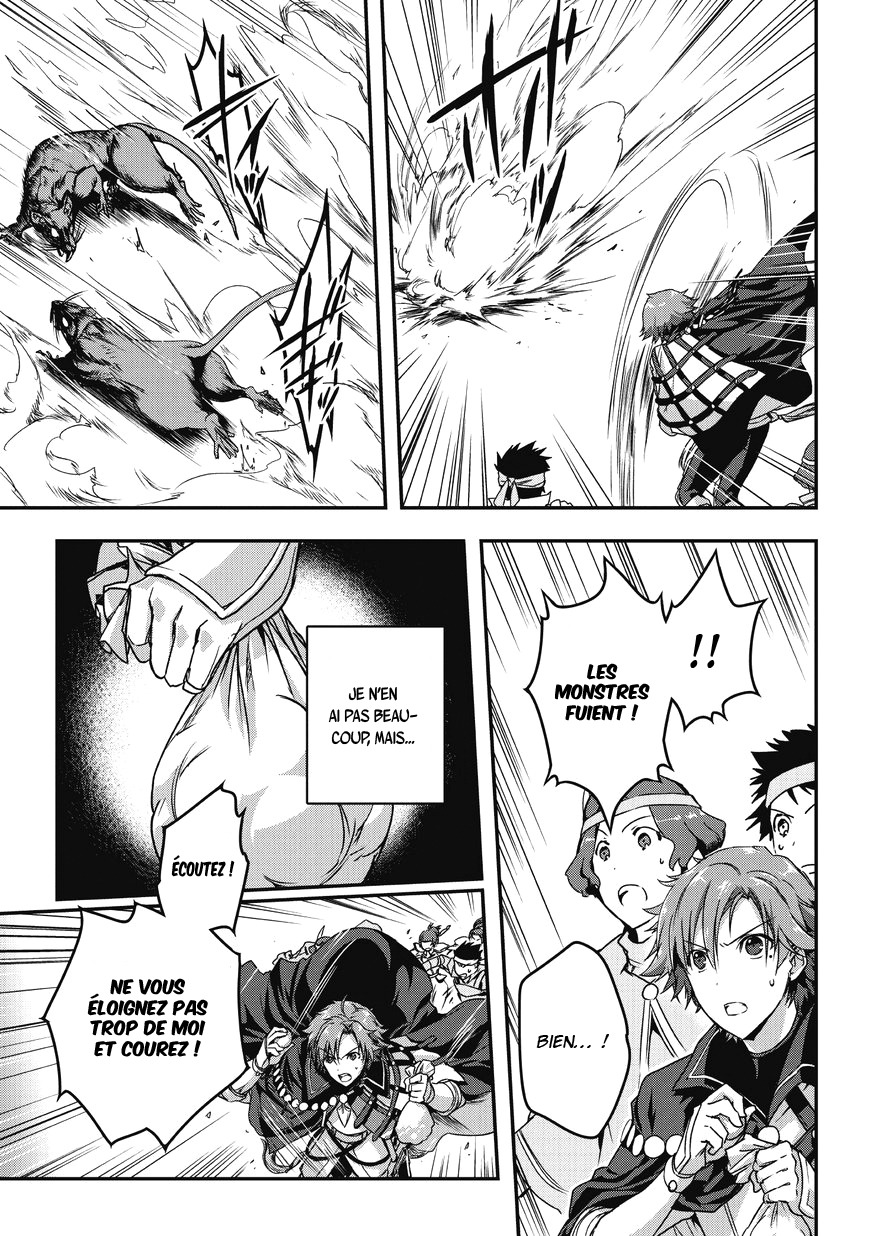 !!
LES
MONSTRES
FUIENT !
BIEN... !
JE N'EN
AI PAS BEAU-
COUP, MAIS...
ÉCOUTEZ !
NE VOUS
ÉLOIGNEZ PAS
TROP DE MOI
ET COUREZ !